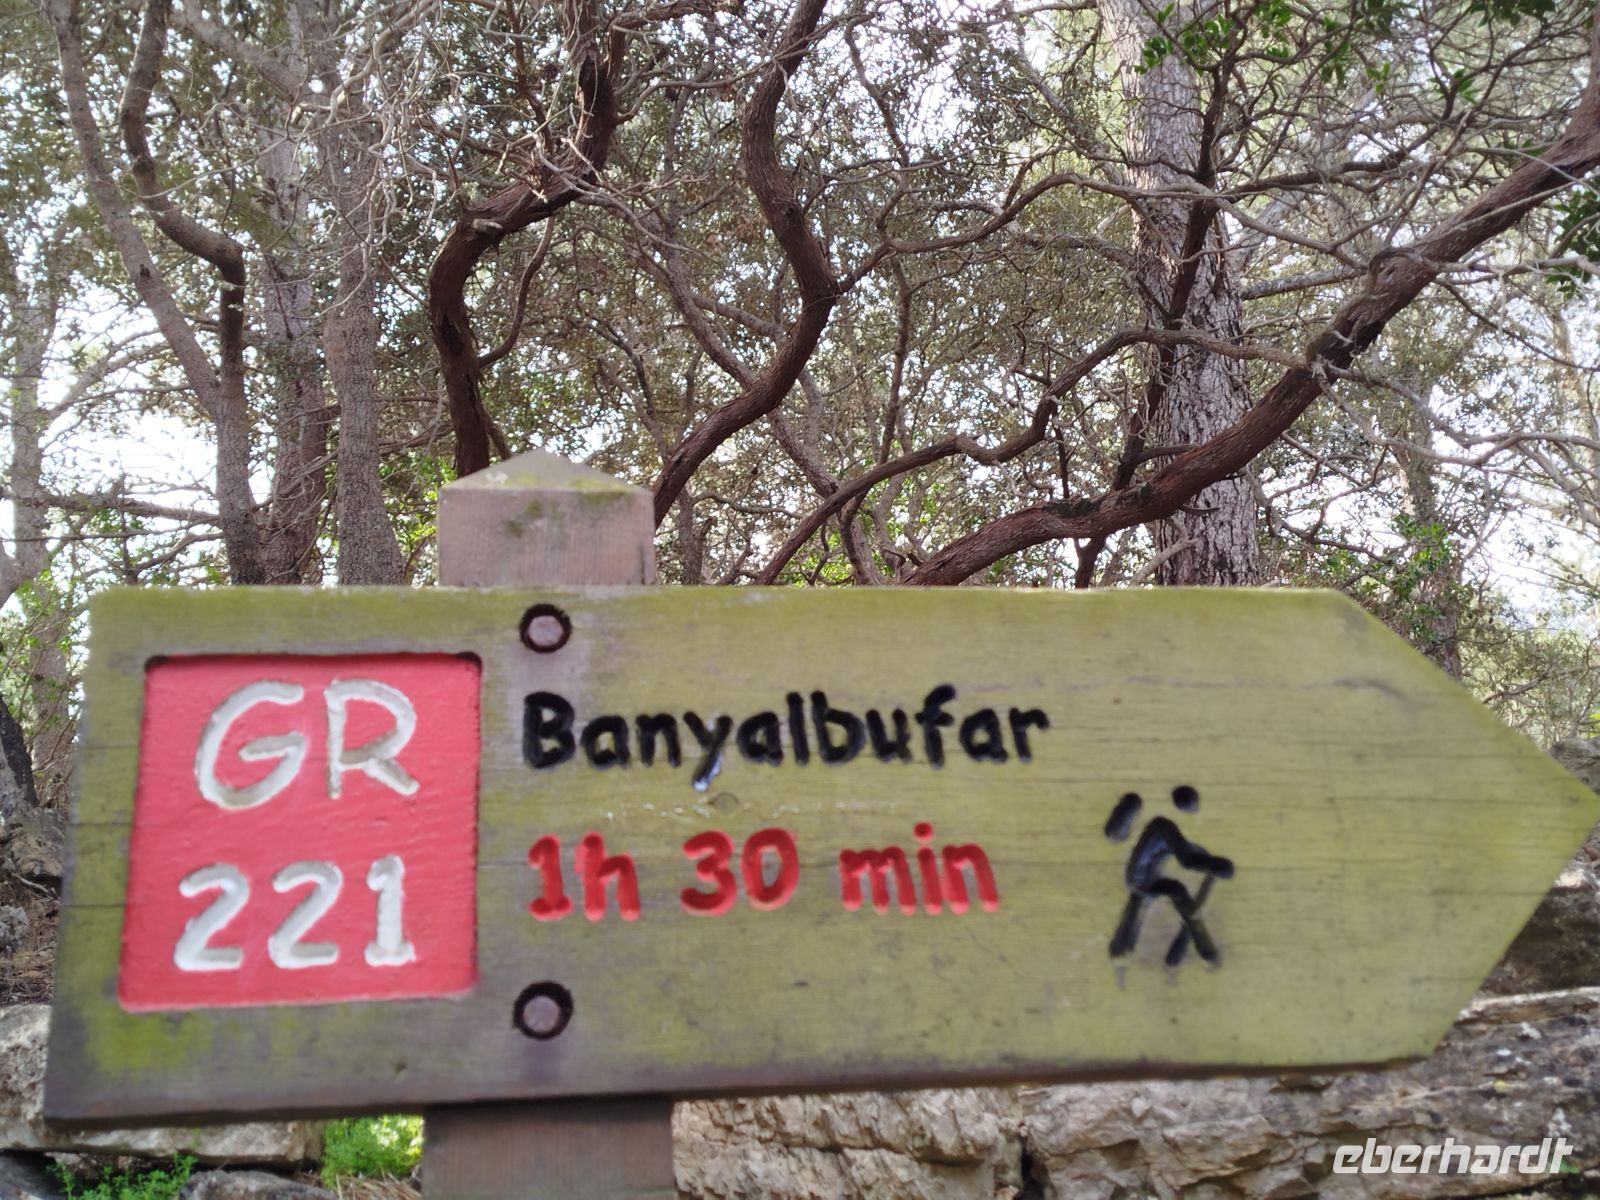 GR
221
Banyalbufar
1h 30 min
eberhardt